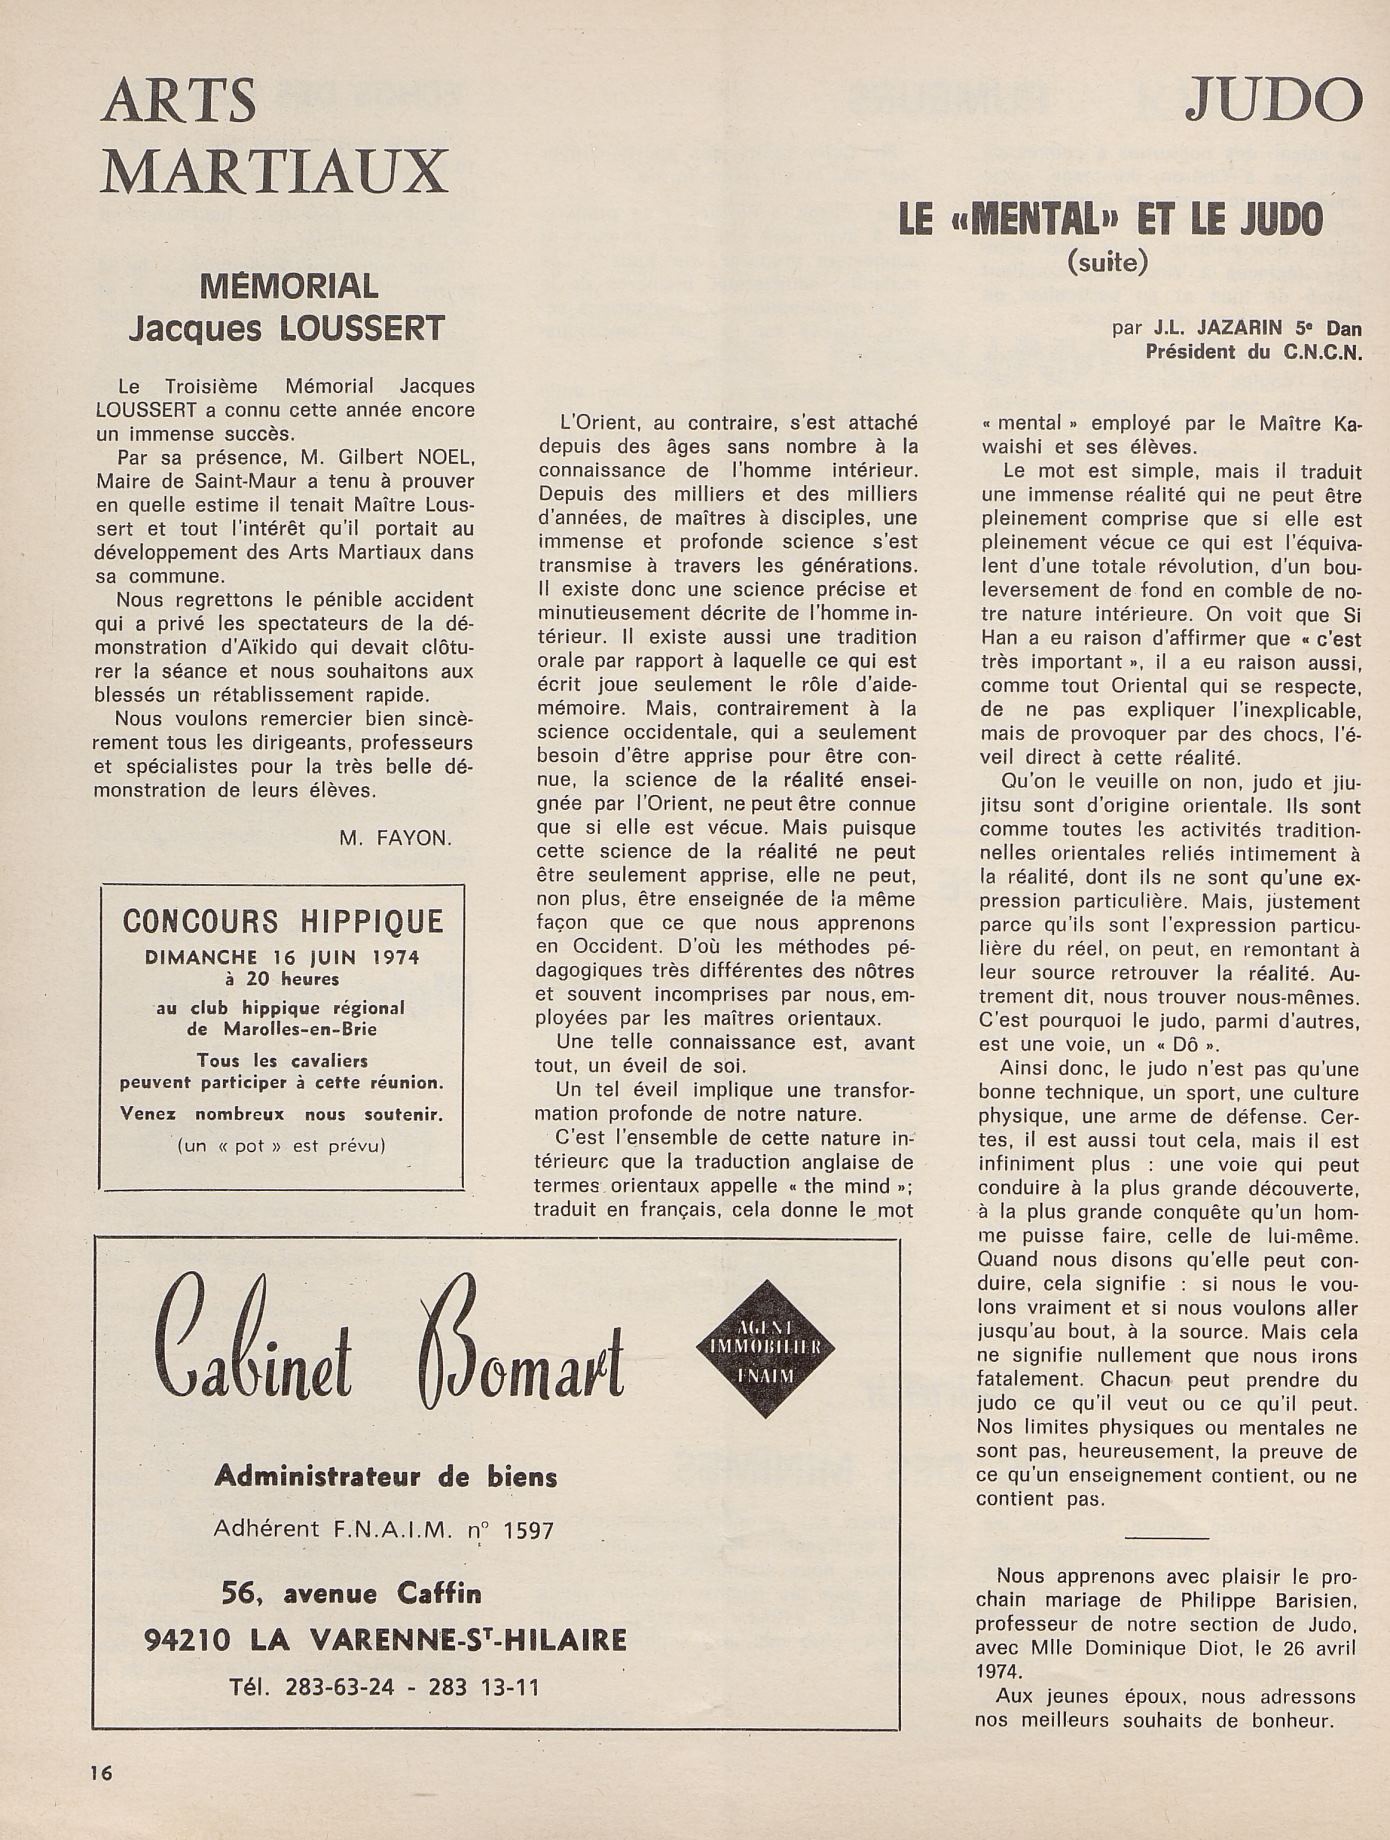 ARTS
MARTIAUX
MÉMORIAL
Jacques LOUSSERT
Le Troisième Mémorial Jacques
LOUSSERT a connu cette année encore
un immense succès.
Par sa présence, M. Gilbert NOEL,
Maire de Saint-Maur a tenu à prouver
en quelle estime il tenait Maître Lous-
sert et tout l'intérêt qu'il portait au
développement des Arts Martiaux dans
sa commune.
Nous regrettons le pénible accident
qui a privé les spectateurs de la dé-
monstration d'Aïkido qui devait clôtu-
rer la séance et nous souhaitons aux
blessés un rétablissement rapide.
Nous voulons remercier bien sincè-
rement tous les dirigeants, professeurs
et spécialistes pour la très belle dé-
monstration de leurs élèves.
M. FAYON.
CONCOURS HIPPIQUE
DIMANCHE 16 JUIN 1974
à 20 heures
au club hippique régional
de Marolles-en-Brie
Tous les cavaliers
peuvent participer à cette réunion.
Venez nombreux nous soutenir.
(un « pot » est prévu)
JUDO
LE «MENTAL» ET LE JUDO
(suite)
par J.L. JAZARIN 5e Dan
Président du C.N.C.N.
L'Orient, au contraire, s'est attaché
depuis des âges sans nombre à la
connaissance de l'homme intérieur.
Depuis des milliers et des milliers
d'années, de maîtres à disciples, une
immense et profonde science s'est
transmise à travers les générations.
Il existe donc une science précise et
minutieusement décrite de l'homme in-
térieur. Il existe aussi une tradition
orale par rapport à laquelle ce qui est
écrit joue seulement le rôle d'aide-
mémoire. Mais, contrairement à la
science occidentale, qui a seulement
besoin d'être apprise pour être con-
nue, la science de la réalité ensei-
gnée par l'Orient, ne peut être connue
que si elle est vécue. Mais puisque
cette science de la réalité ne peut
être seulement apprise, elle ne peut,
non plus, être enseignée de la même
façon que ce que nous apprenons
en Occident. D'où les méthodes pé-
dagogiques très différentes des nôtres
et souvent incomprises par nous, em-
ployées par les maîtres orientaux.
Une telle connaissance est, avant
tout, un éveil de soi.
Un tel éveil implique une transfor-
mation profonde de notre nature.
C'est l'ensemble de cette nature in-
térieure que la traduction anglaise de
termes orientaux appelle « the mind »;
traduit en français, cela donne le mot
« mental » employé par le Maître Ka-
waishi et ses élèves.
Le mot est simple, mais il traduit
une immense réalité qui ne peut être
pleinement comprise que si elle est
pleinement vécue ce qui est l'équiva-
lent d'une totale révolution, d'un bou-
leversement de fond en comble de no-
tre nature intérieure. On voit que Si
Han a eu raison d'affirmer que « c'est
très important », il a eu raison aussi,
comme tout Oriental qui se respecte,
de ne pas expliquer l'inexplicable,
mais de provoquer par des chocs, l'é-
veil direct à cette réalité.
Qu'on le veuille on non, judo et jiu-
jitsu sont d'origine orientale. Ils sont
comme toutes les activités tradition-
nelles orientales reliés intimement à
la réalité, dont ils ne sont qu'une ex-
pression particulière. Mais, justement
parce qu'ils sont l'expression particu-
lière du réel, on peut, en remontant à
leur source retrouver la réalité. Au-
trement dit, nous trouver nous-mêmes.
C'est pourquoi le judo, parmi d'autres,
est une voie, un « Dô ».
Ainsi donc, le judo n'est pas qu'une
bonne technique, un sport, une culture
physique, une arme de défense. Cer-
tes, il est aussi tout cela, mais il est
infiniment plus : une voie qui peut
conduire à la plus grande découverte,
à la plus grande conquête qu'un hom-
me puisse faire, celle de lui-même.
Quand nous disons qu'elle peut con-
duire, cela signifie : si nous le vou-
lons vraiment et si nous voulons aller
jusqu'au bout, à la source. Mais cela
ne signifie nullement que nous irons
fatalement. Chacun peut prendre du
judo ce qu'il veut ou ce qu'il peut.
Nos limites physiques ou mentales ne
sont pas, heureusement, la preuve de
ce qu'un enseignement contient, ou ne
contient pas.
Nous apprenons avec plaisir le pro-
chain mariage de Philippe Barisien,
professeur de notre section de Judo,
avec Mlle Dominique Diot, le 26 avril
1974.
Aux jeunes époux, nous adressons
nos meilleurs souhaits de bonheur.
Cabinet Bomart
AGENT
IMMOBILIER
FNAIM
Administrateur de biens
Adhérent F.N.A.I.M. n° 1597
56, avenue Caffin
94210 LA VARENNE-ST-HILAIRE
Tél. 283-63-24 - 283 13-11
16